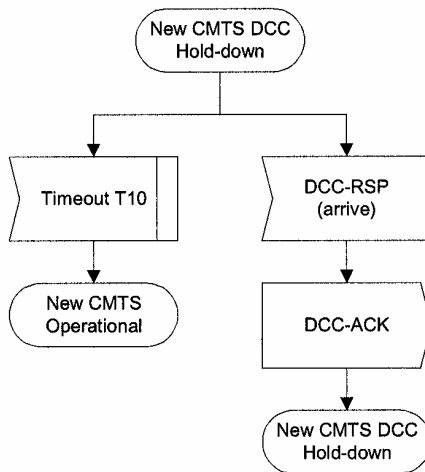 New CMTS DCC
Hold-down
Timeout T10
DCC-RSP
(arrive)
New CMTS
Operational
DCC-ACK
New CMTS DCC
Hold-down